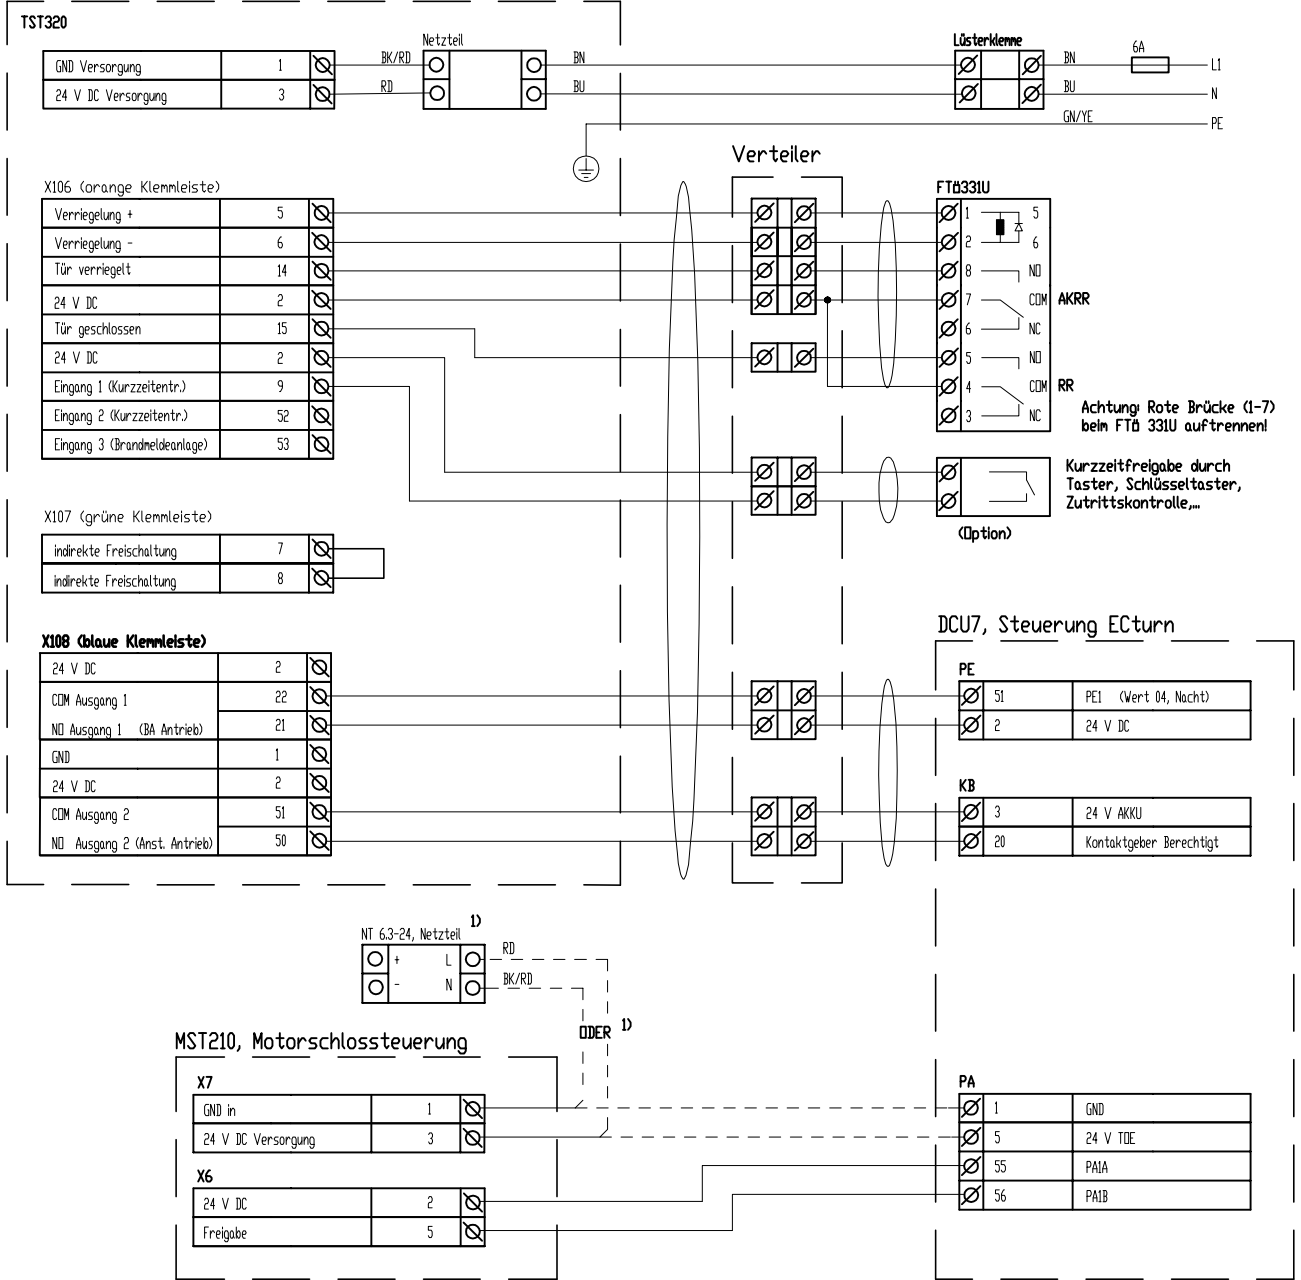 TST320
GND Versorgung 1
24 V DC Versorgung 3
BK/RD
RD
Netzteil
BN
BU
Lüsterklemme
BN
BU
GN/YE
6A
L1
N
PE
X106 (orange Klemmleiste)
Verriegelung + 5
Verriegelung - 6
Tür verriegelt 14
24 V DC 2
Tür geschlossen 15
24 V DC 2
Eingang 1 (Kurzzeitentr.) 9
Eingang 2 (Kurzzeitentr.) 52
Eingang 3 (Brandmeldeanlage) 53
Verteiler
FTÖ331U
1 5
2 6
8 NO
7 COM AKRR
6 NC
5 NO
4 COM RR
3 NC
Achtung: Rote Brücke (1-7)
beim FTÖ 331U auftrennen!
Kurzzeitfreigabe durch
Taster, Schlüsseltaster,
Zutrittskontrolle,...
(Option)
X107 (grüne Klemmleiste)
indirekte Freischaltung 7
indirekte Freischaltung 8
X108 (blaue Klemmleiste)
24 V DC 2
COM Ausgang 1 22
NO Ausgang 1 (BA Antrieb) 21
GND 1
24 V DC 2
COM Ausgang 2 51
NO Ausgang 2 (Anst. Antrieb) 50
DCU7, Steuerung ECturn
PE
51 PE1 (Wert 04, Nacht)
2 24 V DC
KB
3 24 V AKKU
20 Kontaktgeber Berechtigt
NT 6.3-24, Netzteil 1)
+ L
- N
RD
BK/RD
ODER 1)
MST210, Motorschlossteuerung
X7
GND in 1
24 V DC Versorgung 3
X6
24 V DC 2
Freigabe 5
PA
1 GND
5 24 V TOE
55 PA1A
56 PA1B